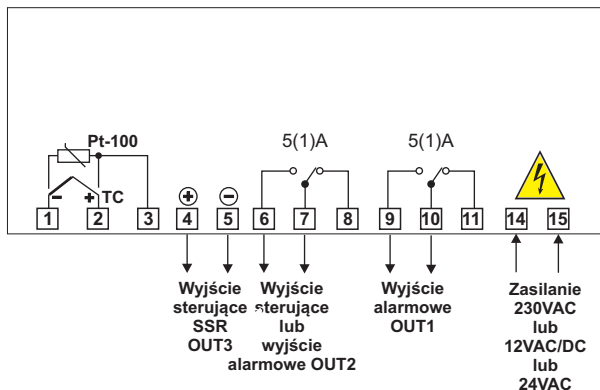 Pt-100
5(1)A
5(1)A
- + TC
+ -
1 2 3 4 5 6 7 8 9 10 11 14 15
Wyjście
sterujące
SSR
OUT3
Wyjście
sterujące
lub
wyjście
alarmowe OUT2
Wyjście
alarmowe
OUT1
Zasilanie
230VAC
lub
12VAC/DC
lub
24VAC